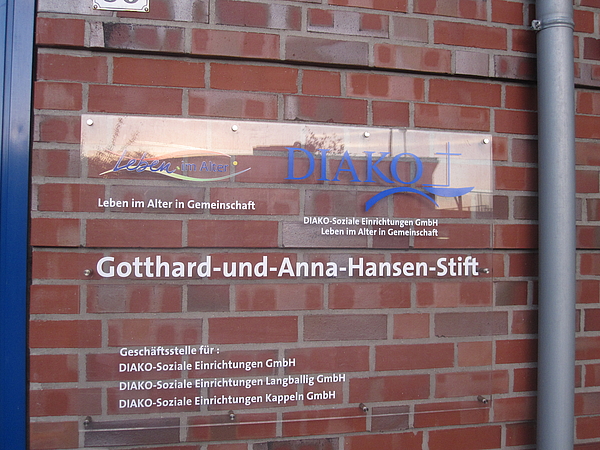 Leben im Alter
DIAKO
Leben im Alter in Gemeinschaft
DIAKO-Soziale Einrichtungen GmbH
Leben im Alter in Gemeinschaft
Gotthard-und-Anna-Hansen-Stift
Geschäftsstelle für :
DIAKO-Soziale Einrichtungen GmbH
DIAKO-Soziale Einrichtungen Langballig GmbH
DIAKO-Soziale Einrichtungen Kappeln GmbH